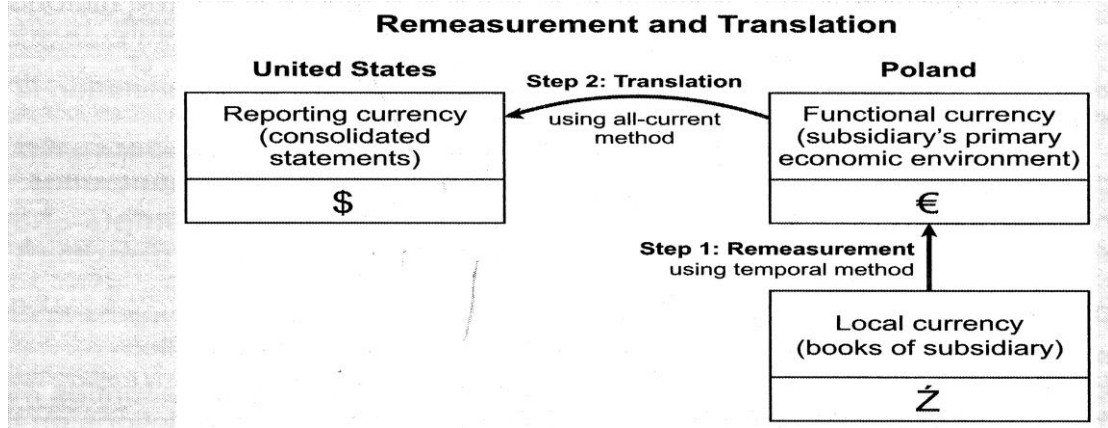 Remeasurement and Translation
United States
Reporting currency
(consolidated
statements)
$
Step 2: Translation
using all-current
method
Poland
Functional currency
(subsidiary's primary
economic environment)
€
Step 1: Remeasurement
using temporal method
Local currency
(books of subsidiary)
Ź